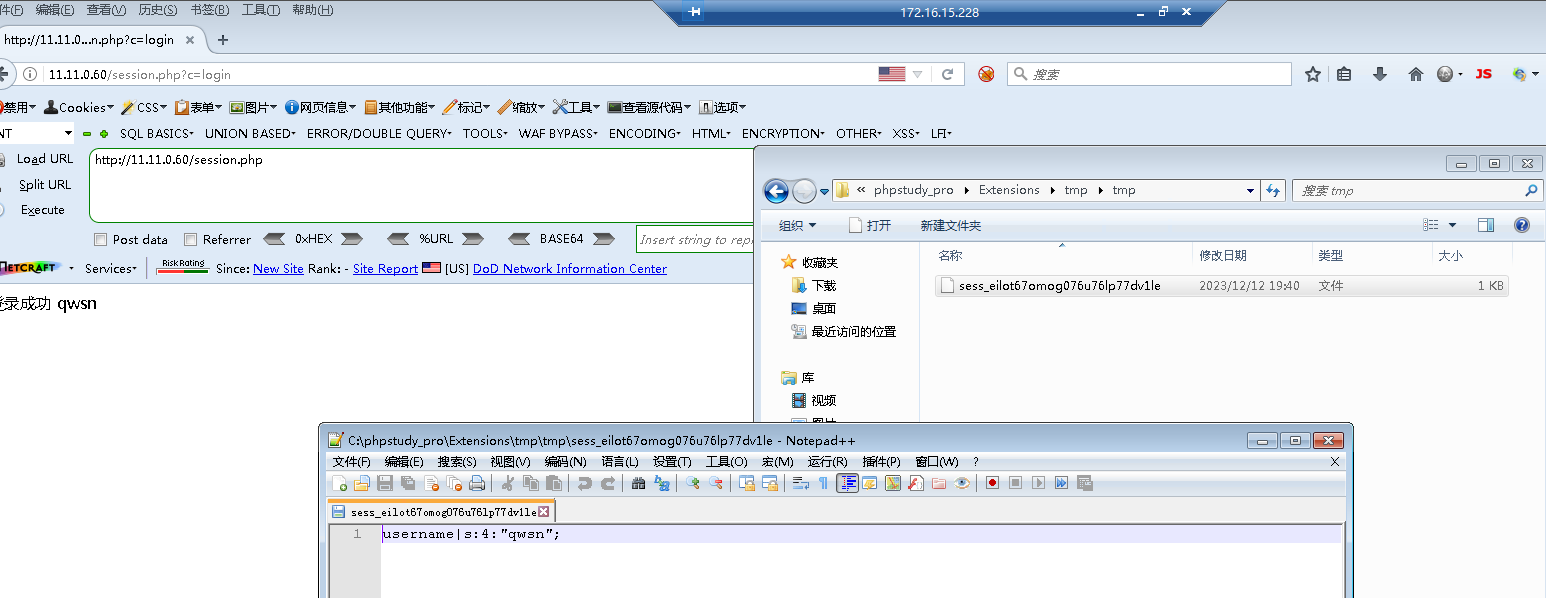 件(F) 编辑(E) 查看(V) 历史(S) 书签(B) 工具(T) 帮助(H)
172.16.15.228
http://11.11.0...n.php?c=login
11.11.0.60/session.php?c=login
搜索
JS
禁用 Cookies CSS 表单 图片 网页信息 其他功能 标记 缩放 工具 查看源代码 选项
NT SQL BASICS UNION BASED ERROR/DOUBLE QUERY TOOLS WAF BYPASS ENCODING HTML ENCRYPTION OTHER XSS LFI
Load URL
http://11.11.0.60/session.php
Split URL
Execute
Post data Referrer 0xHEX %URL BASE64 Insert string to repl
NETCRAFT Services Risk Rating Since: New Site Rank: - Site Report [US] DoD Network Information Center
登录成功 qwsn
« phpstudy_pro Extensions tmp tmp
搜索 tmp
组织 打开 新建文件夹
名称 修改日期 类型 大小
收藏夹
下载
桌面
最近访问的位置
库
视频
图片
sess_eilot67omog076u76lp77dv1le 2023/12/12 19:40 文件 1 KB
C:\phpstudy_pro\Extensions\tmp\tmp\sess_eilot67omog076u76lp77dv1le - Notepad++
文件(F) 编辑(E) 搜索(S) 视图(V) 编码(N) 语言(L) 设置(T) 工具(O) 宏(M) 运行(R) 插件(P) 窗口(W) ?
X
sess_eilot67omog076u76lp77dv1le
1 username|s:4:"qwsn";